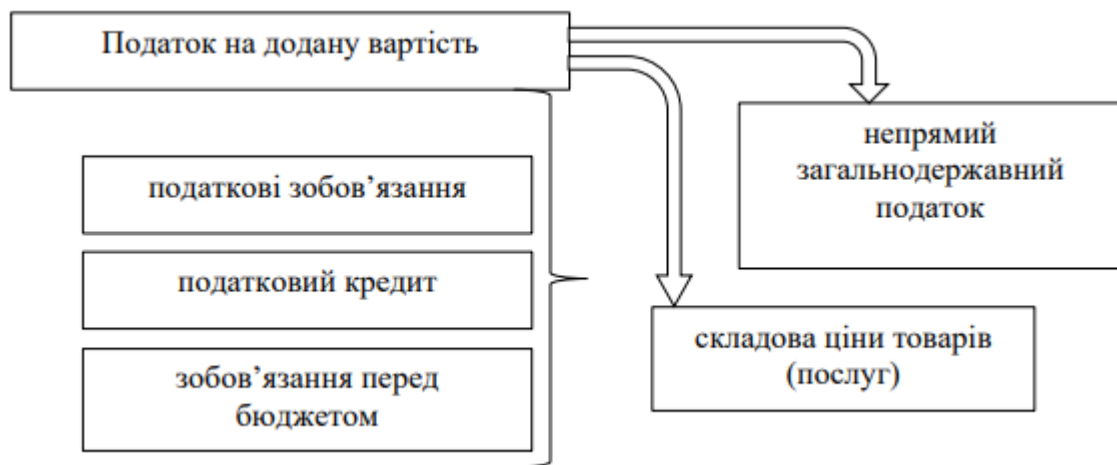 Податок на додану вартість
непрямий
загальнодержавний
податок
податкові зобов’язання
податковий кредит
складова ціни товарів
(послуг)
зобов’язання перед
бюджетом